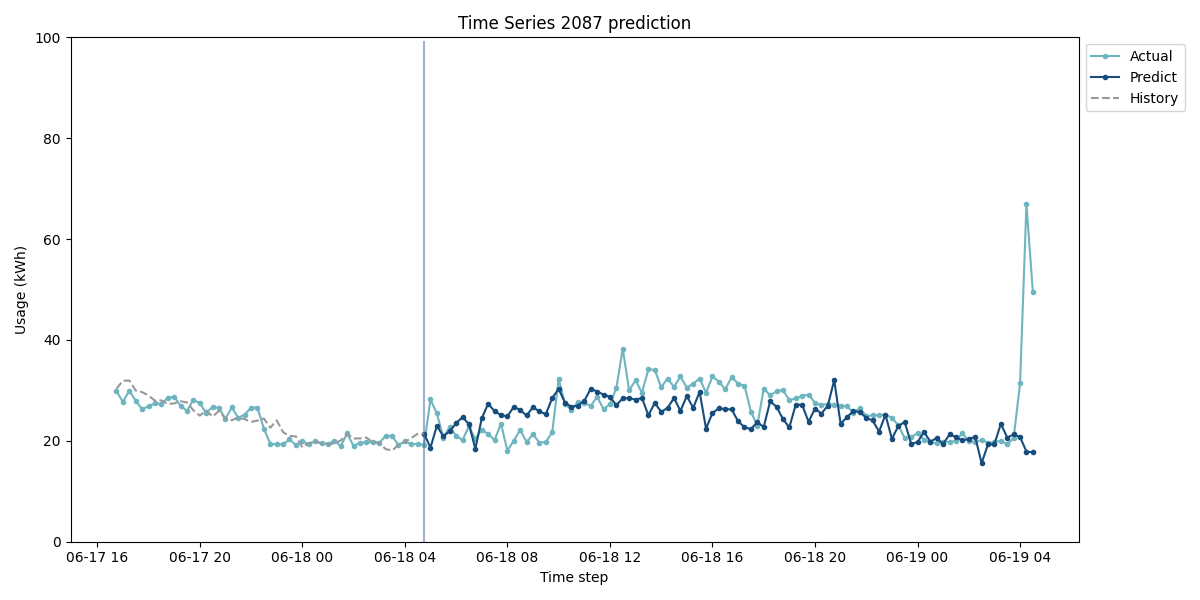 Time Series 2087 prediction
Usage (kWh)
100
80
60
40
20
0
06-17 16
06-17 20
06-18 00
06-18 04
06-18 08
06-18 12
06-18 16
06-18 20
06-19 00
06-19 04
Time step
Actual
Predict
History